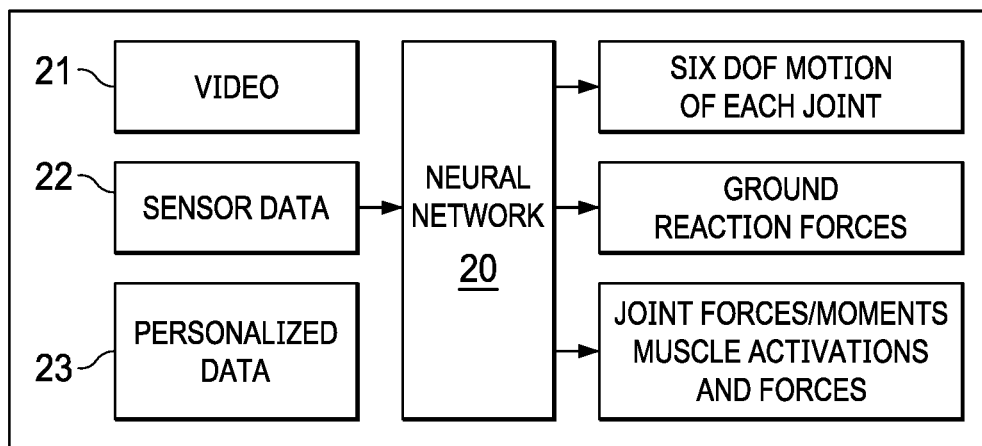 21
VIDEO
22
SENSOR DATA
23
PERSONALIZED
DATA
NEURAL
NETWORK
20
SIX DOF MOTION
OF EACH JOINT
GROUND
REACTION FORCES
JOINT FORCES/MOMENTS
MUSCLE ACTIVATIONS
AND FORCES